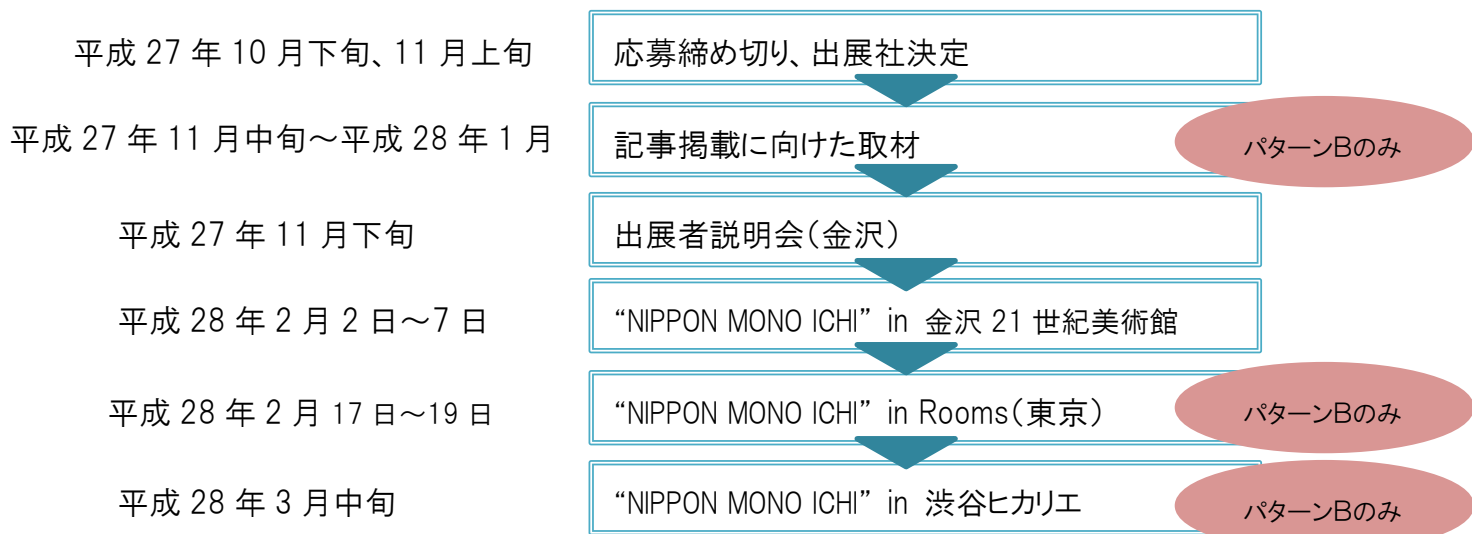 平成 27 年 10 月下旬、11 月上旬
応募締め切り、出展社決定
平成 27 年 11 月中旬～平成 28 年 1 月
記事掲載に向けた取材
パターンBのみ
平成 27 年 11 月下旬
出展者説明会(金沢)
平成 28 年 2 月 2 日～7 日
“NIPPON MONO ICHI” in 金沢 21 世紀美術館
平成 28 年 2 月 17 日～19 日
“NIPPON MONO ICHI” in Rooms(東京)
パターンBのみ
平成 28 年 3 月中旬
“NIPPON MONO ICHI” in 渋谷ヒカリエ
パターンBのみ